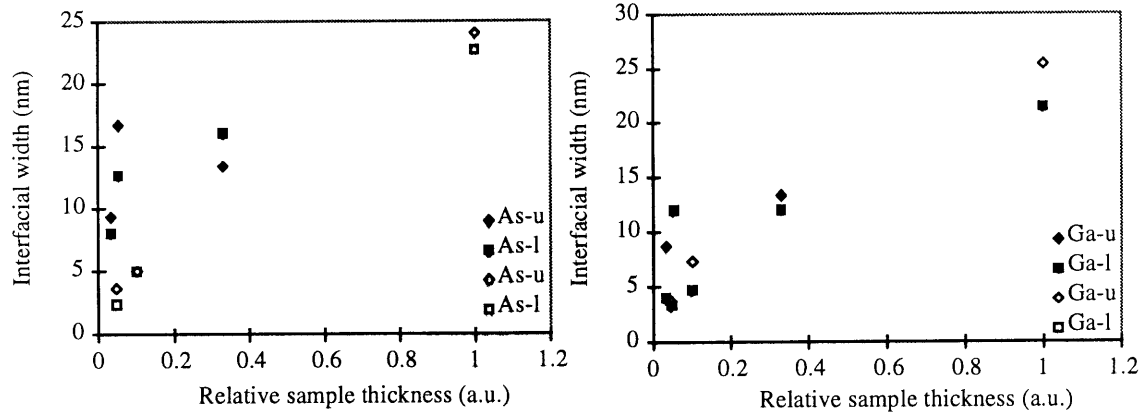 25
20
15
10
5
0
Interfacial width (nm)
As-u
As-l
As-u
As-l
0 0.2 0.4 0.6 0.8 1 1.2
Relative sample thickness (a.u.)
30
25
20
15
10
5
0
Interfacial width (nm)
Ga-u
Ga-l
Ga-u
Ga-l
0 0.2 0.4 0.6 0.8 1 1.2
Relative sample thickness (a.u.)